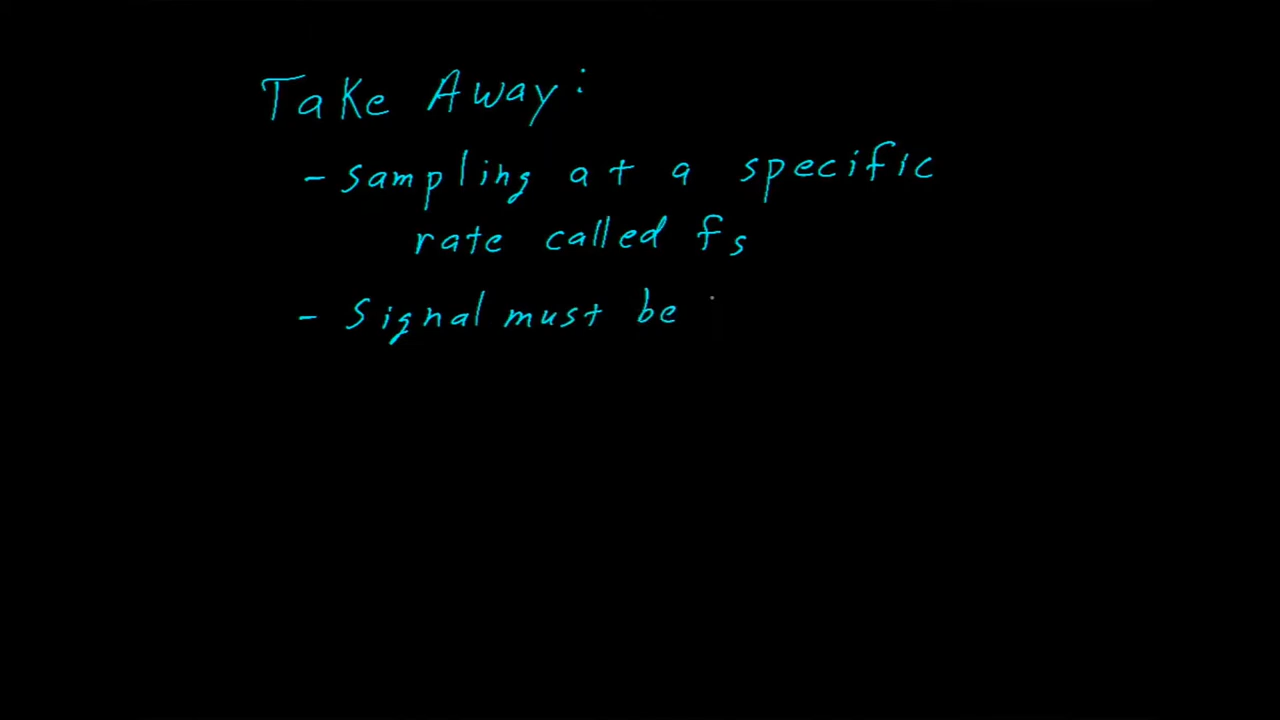 Take Away:
- Sampling at a specific
rate called fs
- Signal must be